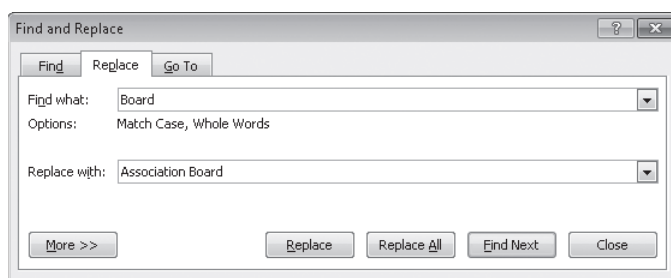 Find and Replace
Find Replace Go To
Find what: Board
Options: Match Case, Whole Words
Replace with: Association Board
More >> Replace Replace All Find Next Close